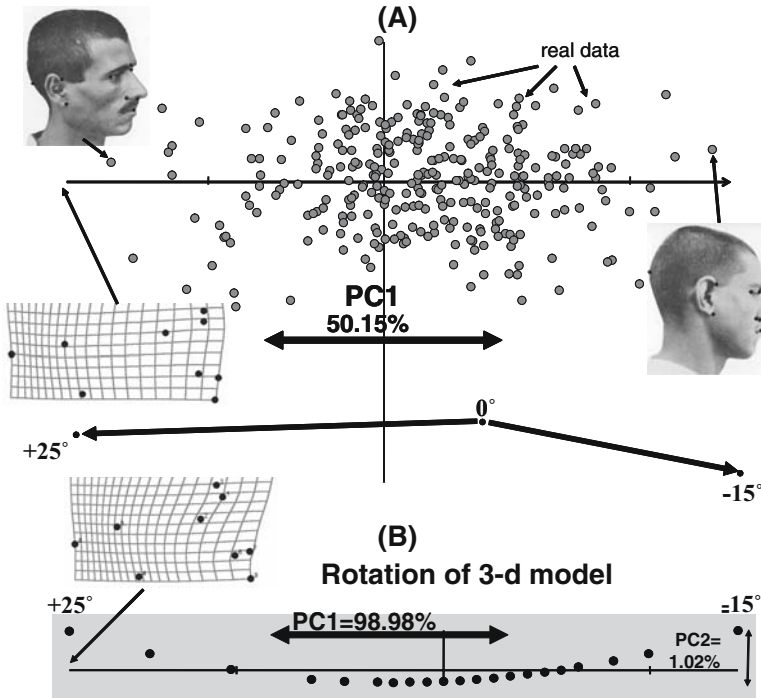 (A)
real data
PC1
50.15%
0°
+25°
-15°
(B)
Rotation of 3-d model
+25°
-15°
PC1=98.98%
PC2=
1.02%